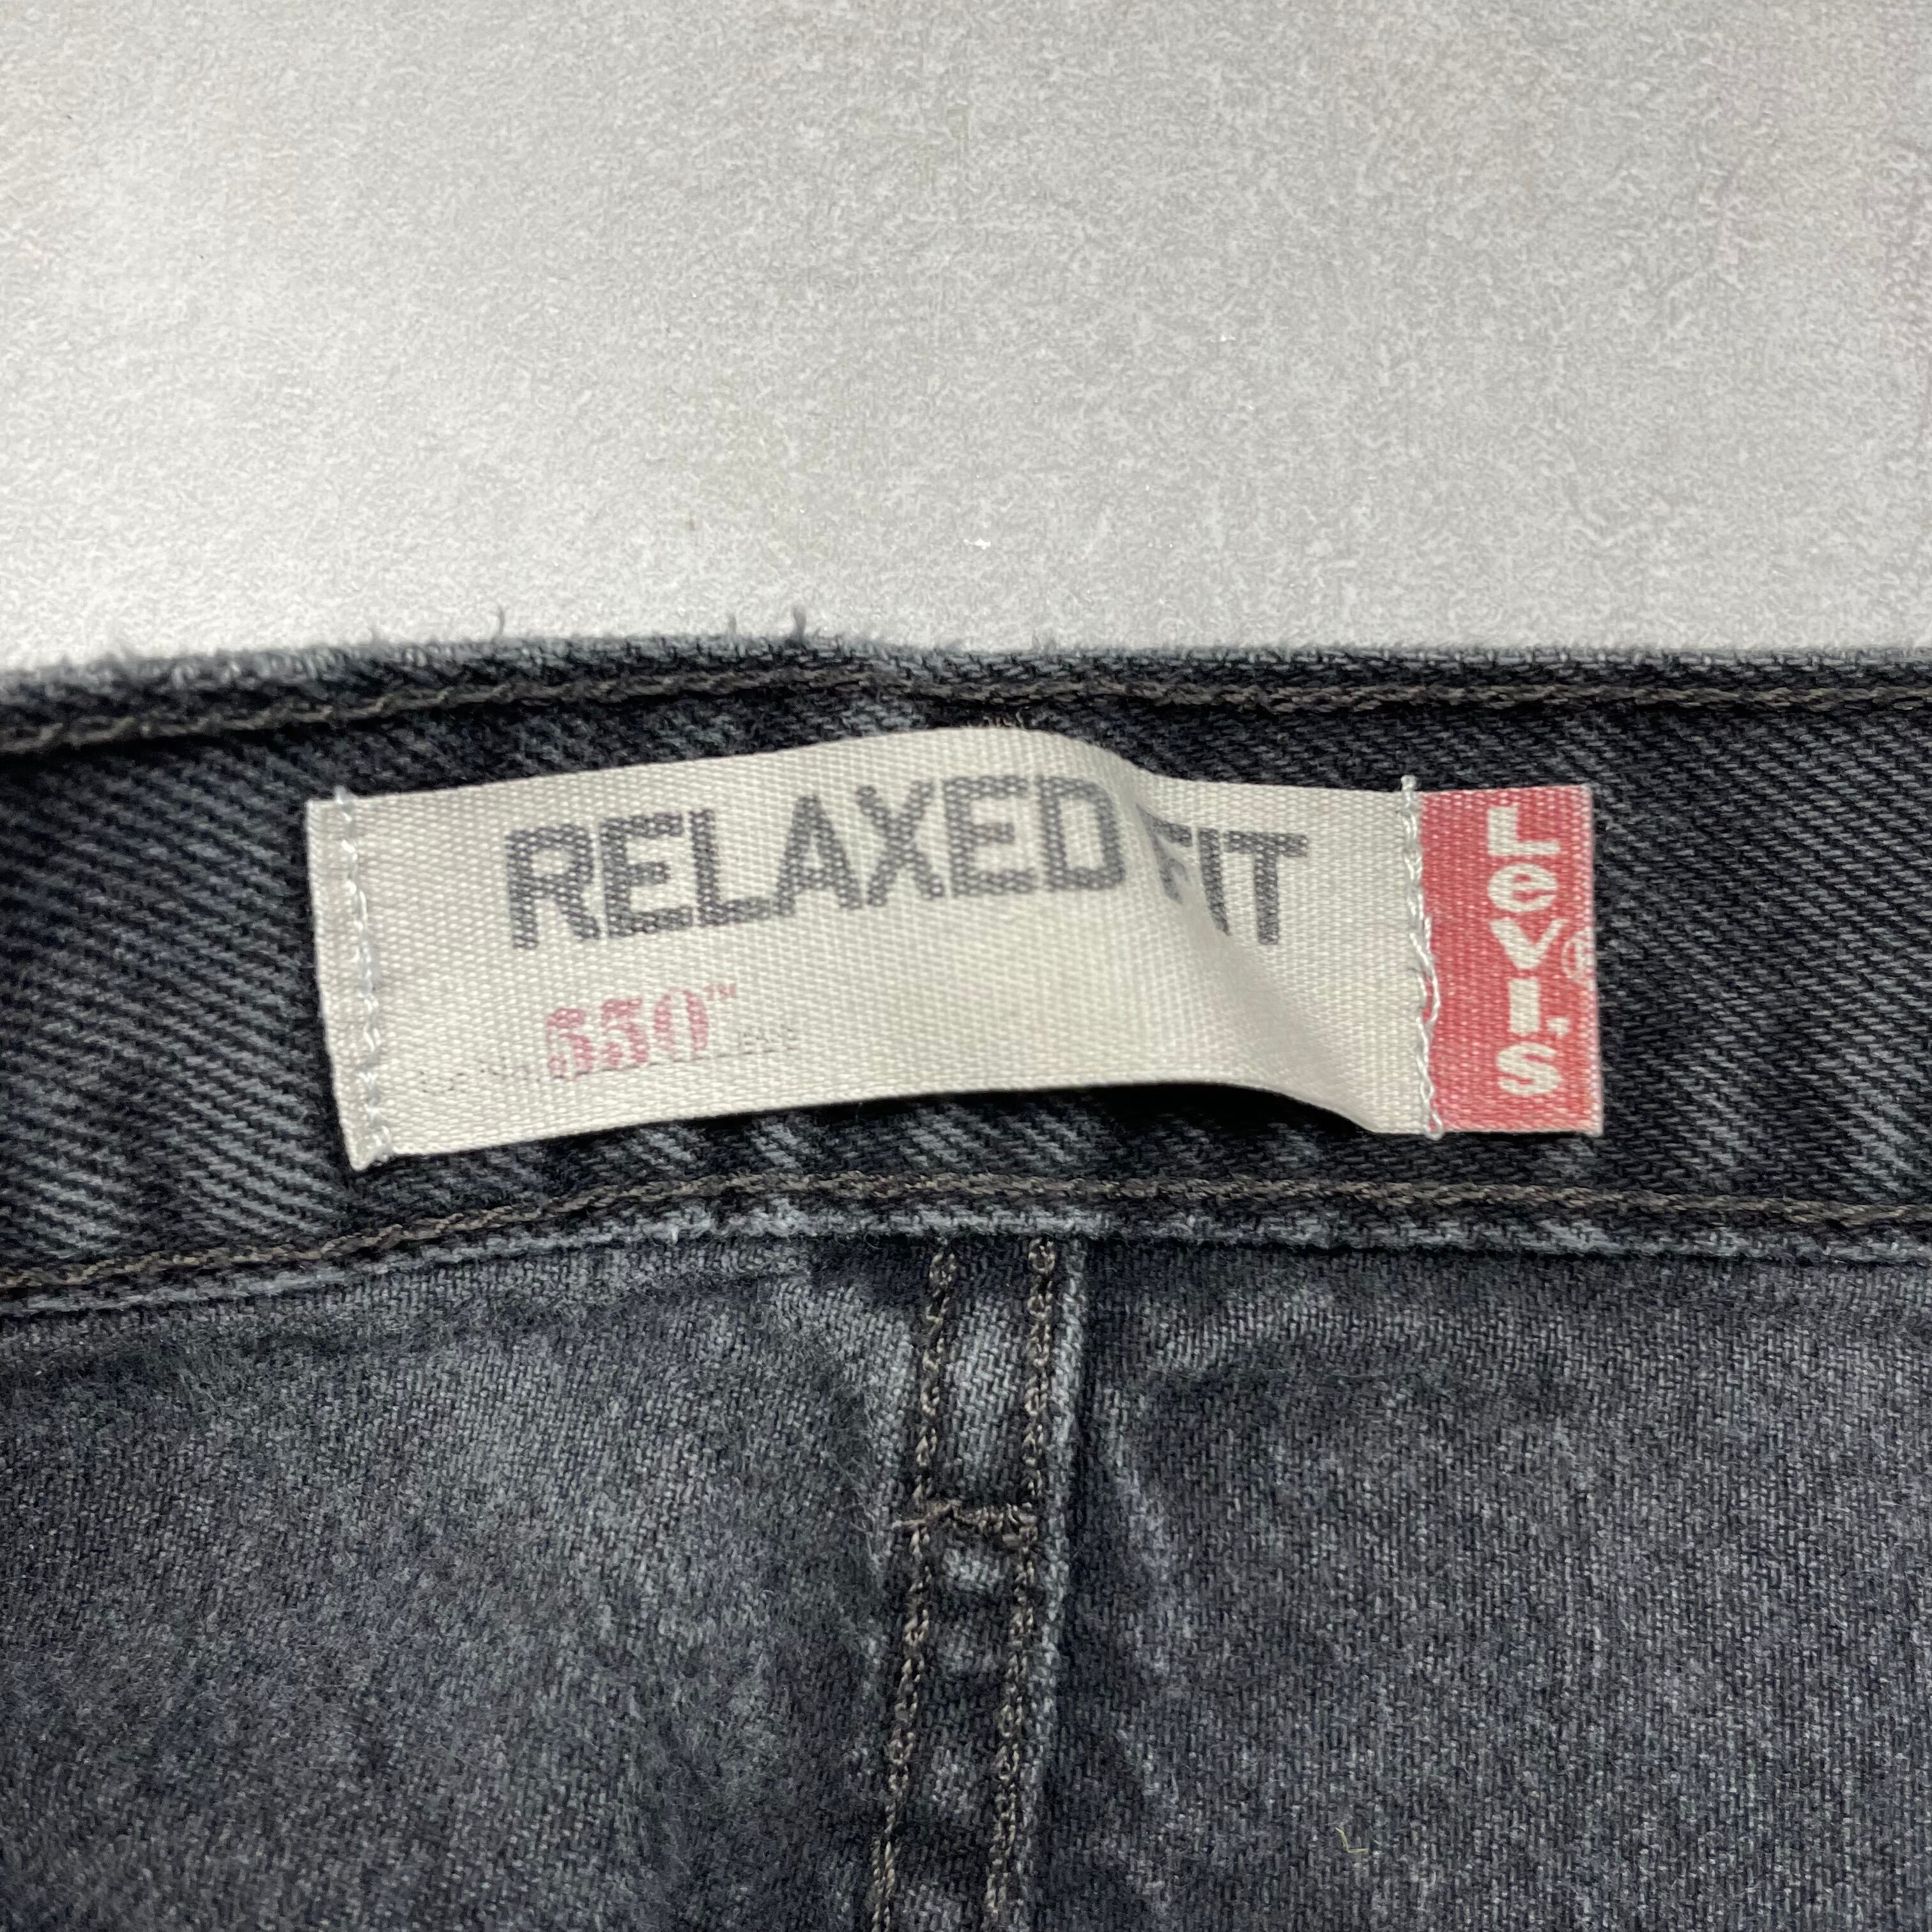 RELAXED FIT
550™
Levi's®